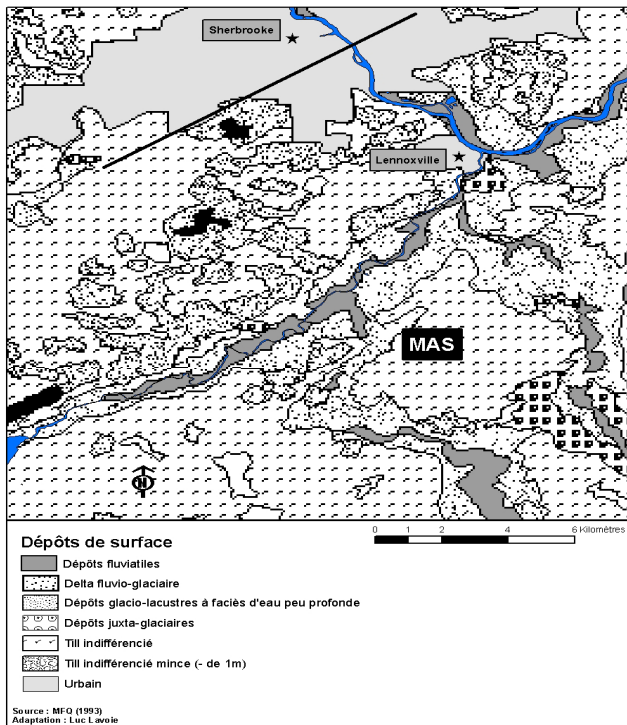 Sherbrooke
Lennoxville
MAS
N
0 1 2 4 6 Kilomètres
Dépôts de surface
Dépôts fluviatiles
Delta fluvio-glaciaire
Dépôts glacio-lacustres à faciès d'eau peu profonde
Dépôts juxta-glaciaires
Till indifférencié
Till indifférencié mince (- de 1m)
Urbain
Source : MFQ (1993)
Adaptation : Luc Lavoie